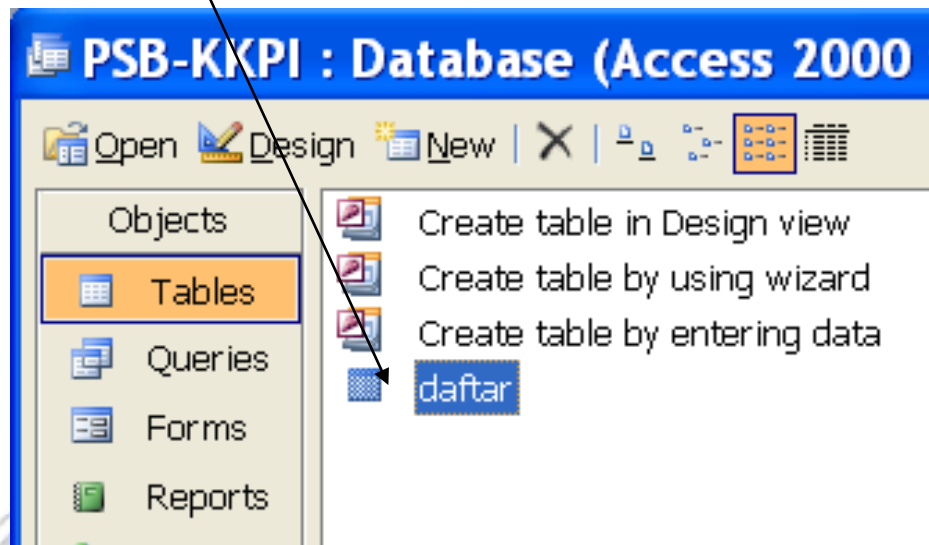 PSB-KKPI : Database (Access 2000
Open Design New
Objects
Tables
Queries
Forms
Reports
Create table in Design view
Create table by using wizard
Create table by entering data
daftar